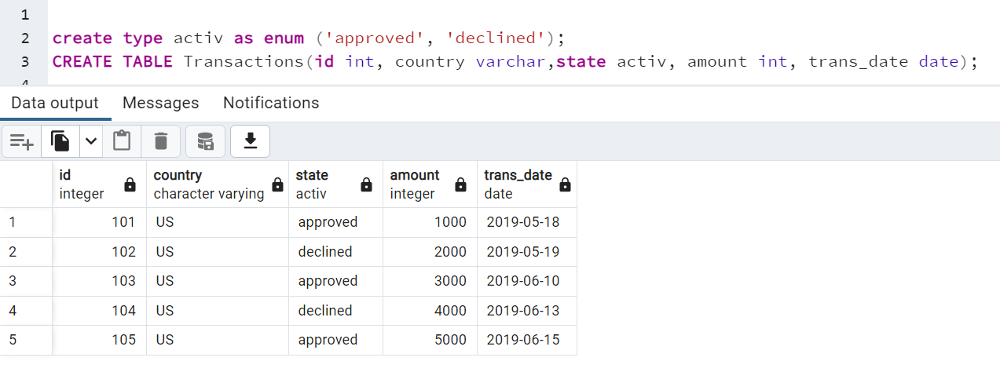 1
2 create type activ as enum ('approved', 'declined');
3 CREATE TABLE Transactions(id int, country varchar,state activ, amount int, trans_date date);
4
Data output Messages Notifications
id country state amount trans_date
integer character varying activ integer date
1 101 US approved 1000 2019-05-18
2 102 US declined 2000 2019-05-19
3 103 US approved 3000 2019-06-10
4 104 US declined 4000 2019-06-13
5 105 US approved 5000 2019-06-15